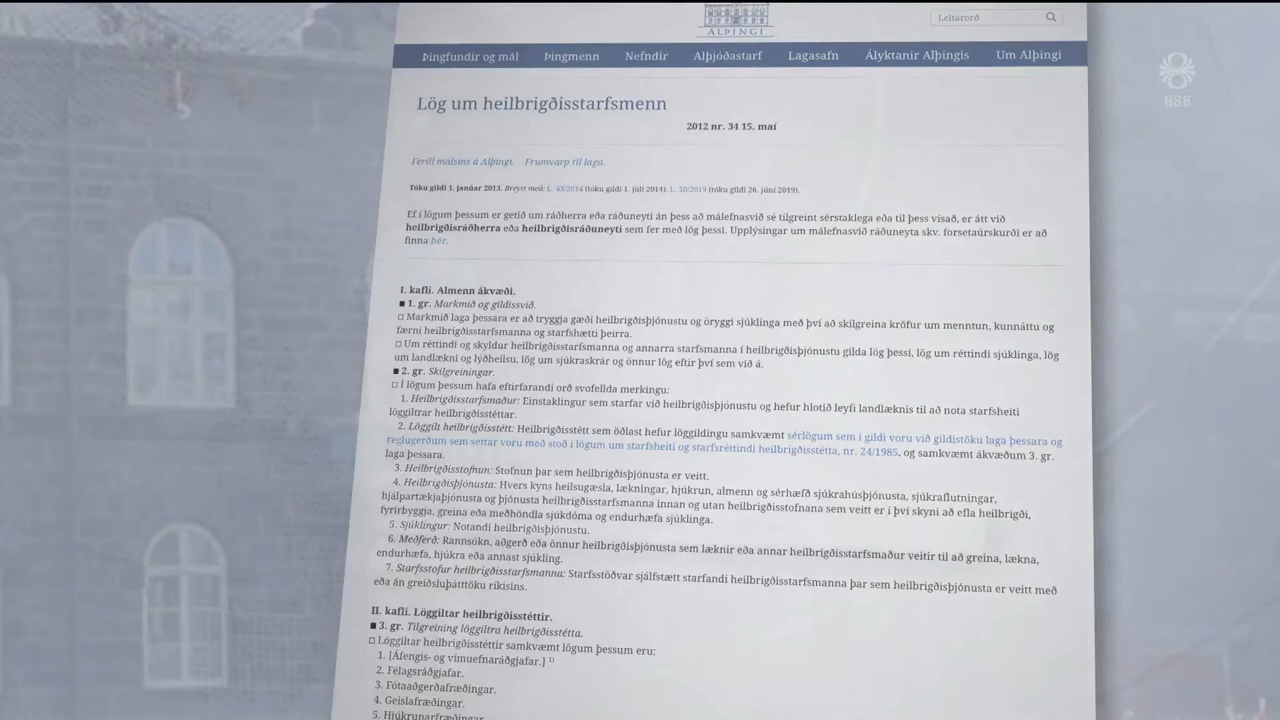 ALÞINGI
Leitarorð
Þingfundir og mál Þingmenn Nefndir Alþjóðastarf Lagasafn Ályktanir Alþingis Um Alþingi
888
Lög um heilbrigðisstarfsmenn
2012 nr. 34 15. maí
Ferill málsins á Alþingi. Frumvarp til laga.
Tóku gildi 1. janúar 2013. Breytt með: L. 45/2014 (tóku gildi 1. júlí 2014). L. 50/2019 (tóku gildi 26. júní 2019).
Ef í lögum þessum er getið um ráðherra eða ráðuneyti án þess að málefnasvið sé tilgreint sérstaklega eða til þess vísað, er átt við
heilbrigðisráðherra eða heilbrigðisráðuneyti sem fer með lög þessi. Upplýsingar um málefnasvið ráðuneyta skv. forsetaúrskurði er að
finna hér.
I. kafli. Almenn ákvæði.
■ 1. gr. Markmið og gildissvið.
□ Markmið laga þessara er að tryggja gæði heilbrigðisþjónustu og öryggi sjúklinga með því að skilgreina kröfur um menntun, kunnáttu og
færni heilbrigðisstarfsmanna og starfshætti þeirra.
□ Um réttindi og skyldur heilbrigðisstarfsmanna og annarra starfsmanna í heilbrigðisþjónustu gilda lög þessi, lög um réttindi sjúklinga, lög
um landlækni og lýðheilsu, lög um sjúkraskrár og önnur lög eftir því sem við á.
■ 2. gr. Skilgreiningar.
□ Í lögum þessum hafa eftirfarandi orð svofellda merkingu:
1. Heilbrigðisstarfsmaður: Einstaklingur sem starfar við heilbrigðisþjónustu og hefur hlotið leyfi landlæknis til að nota starfsheiti
löggiltrar heilbrigðisstéttar.
2. Löggilt heilbrigðisstétt: Heilbrigðisstétt sem öðlast hefur löggildingu samkvæmt sérlögum sem í gildi voru við gildistöku laga þessara og
reglugerðum sem settar voru með stoð í lögum um starfsheiti og starfsréttindi heilbrigðisstétta, nr. 24/1985, og samkvæmt ákvæðum 3. gr.
laga þessara.
3. Heilbrigðisstofnun: Stofnun þar sem heilbrigðisþjónusta er veitt.
4. Heilbrigðisþjónusta: Hvers kyns heilsugæsla, lækningar, hjúkrun, almenn og sérhæfð sjúkrahúsþjónusta, sjúkraflutningar,
hjálpartækjaþjónusta og þjónusta heilbrigðisstarfsmanna innan og utan heilbrigðisstofnana sem veitt er í því skyni að efla heilbrigði,
fyrirbyggja, greina eða meðhöndla sjúkdóma og endurhæfa sjúklinga.
5. Sjúklingur: Notandi heilbrigðisþjónustu.
6. Meðferð: Rannsókn, aðgerð eða önnur heilbrigðisþjónusta sem læknir eða annar heilbrigðisstarfsmaður veitir til að greina, lækna,
endurhæfa, hjúkra eða annast sjúkling.
7. Starfsstofur heilbrigðisstarfsmanna: Starfsstöðvar sjálfstætt starfandi heilbrigðisstarfsmanna þar sem heilbrigðisþjónusta er veitt með
eða án greiðsluþátttöku ríkisins.
II. kafli. Löggiltar heilbrigðisstéttir.
■ 3. gr. Tilgreining löggiltra heilbrigðisstétta.
□ Löggiltar heilbrigðisstéttir samkvæmt lögum þessum eru:
1. [Áfengis- og vímuefnaráðgjafar.] 1)
2. Félagsráðgjafar.
3. Fótaaðgerðafræðingar.
4. Geislafræðingar.
5. Hjúkrunarfræðingar.